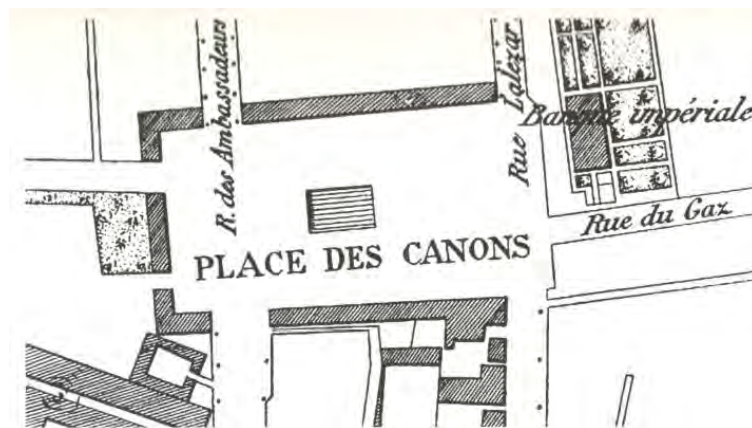 R. des Ambassadeurs
Rue Lalezar
Banque impériale
Rue du Gaz
PLACE DES CANONS